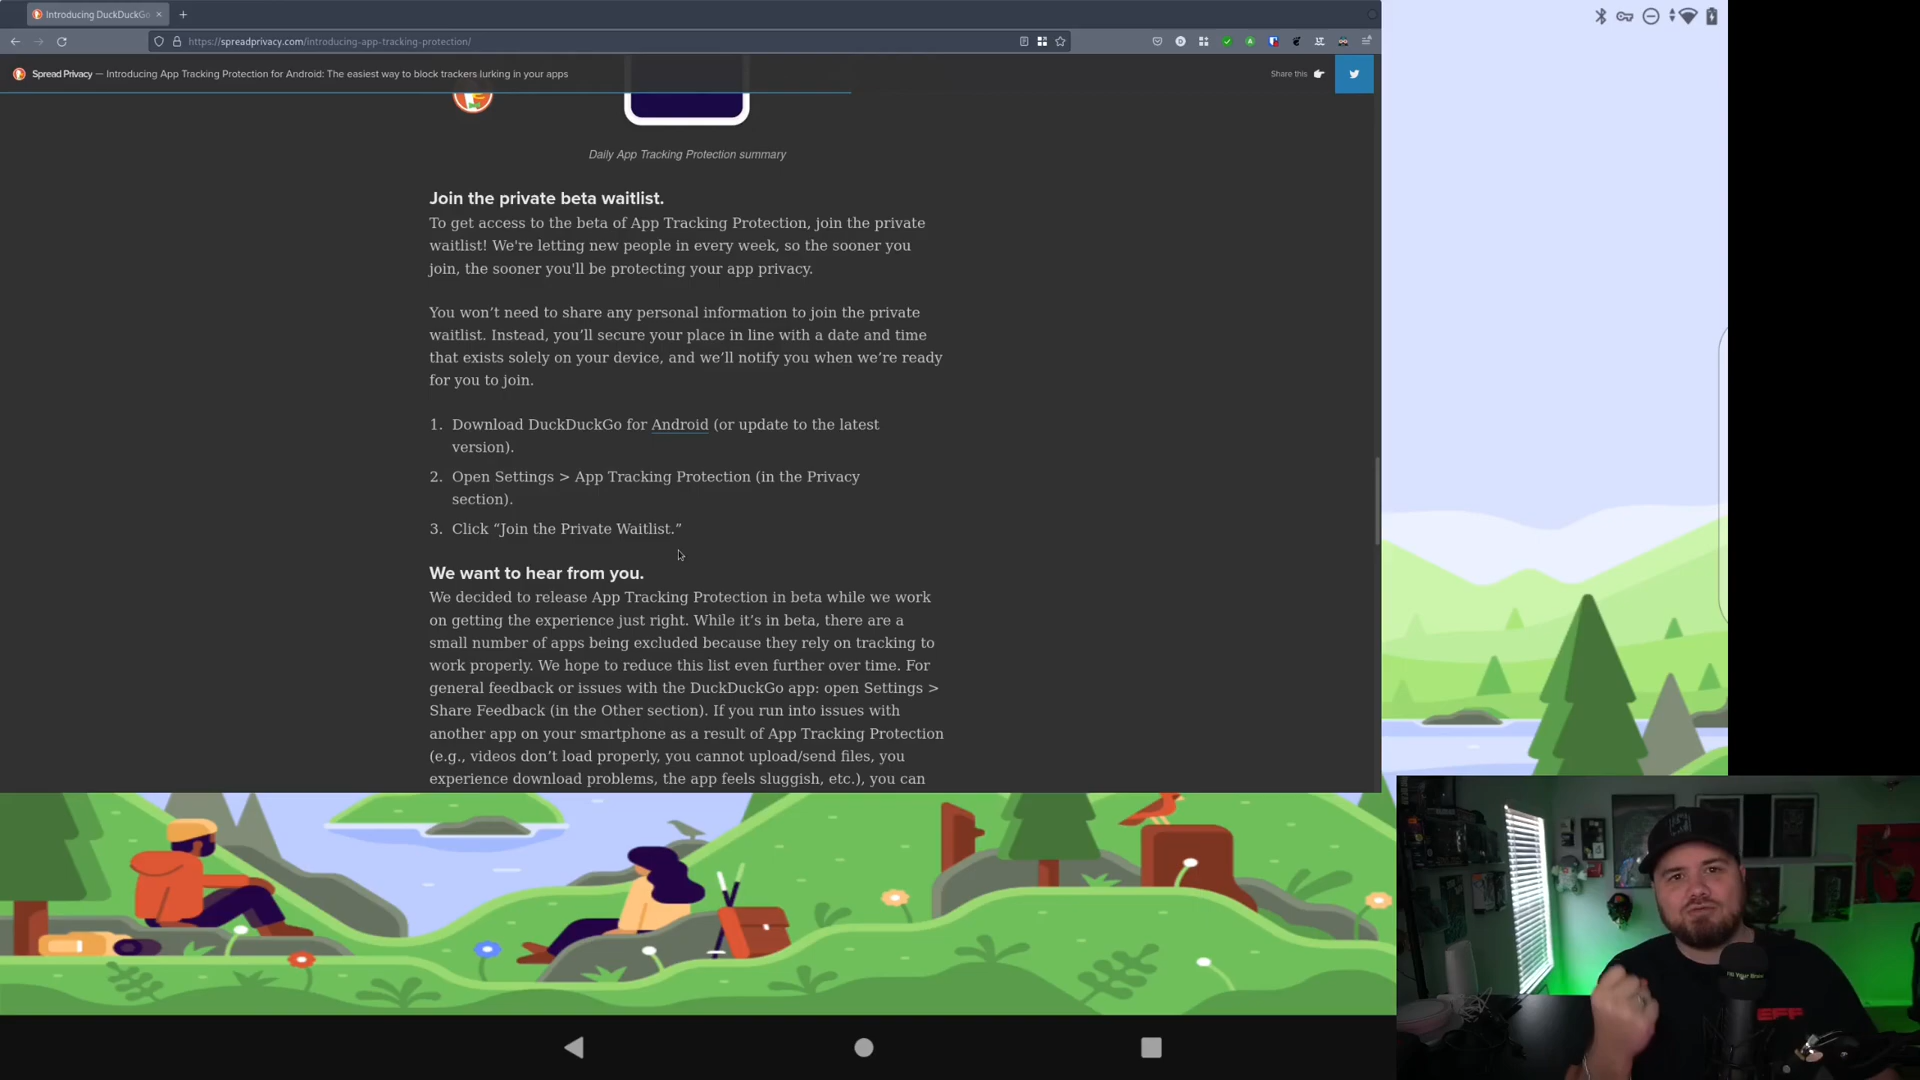 Introducing DuckDuckGo
https://spreadprivacy.com/introducing-app-tracking-protection/
Spread Privacy — Introducing App Tracking Protection for Android: The easiest way to block trackers lurking in your apps
Share this
Daily App Tracking Protection summary
Join the private beta waitlist.
To get access to the beta of App Tracking Protection, join the private
waitlist! We're letting new people in every week, so the sooner you
join, the sooner you'll be protecting your app privacy.
You won’t need to share any personal information to join the private
waitlist. Instead, you’ll secure your place in line with a date and time
that exists solely on your device, and we’ll notify you when we’re ready
for you to join.
1. Download DuckDuckGo for Android (or update to the latest
version).
2. Open Settings > App Tracking Protection (in the Privacy
section).
3. Click “Join the Private Waitlist.”
We want to hear from you.
We decided to release App Tracking Protection in beta while we work
on getting the experience just right. While it’s in beta, there are a
small number of apps being excluded because they rely on tracking to
work properly. We hope to reduce this list even further over time. For
general feedback or issues with the DuckDuckGo app: open Settings >
Share Feedback (in the Other section). If you run into issues with
another app on your smartphone as a result of App Tracking Protection
(e.g., videos don’t load properly, you cannot upload/send files, you
experience download problems, the app feels sluggish, etc.), you can
EFF